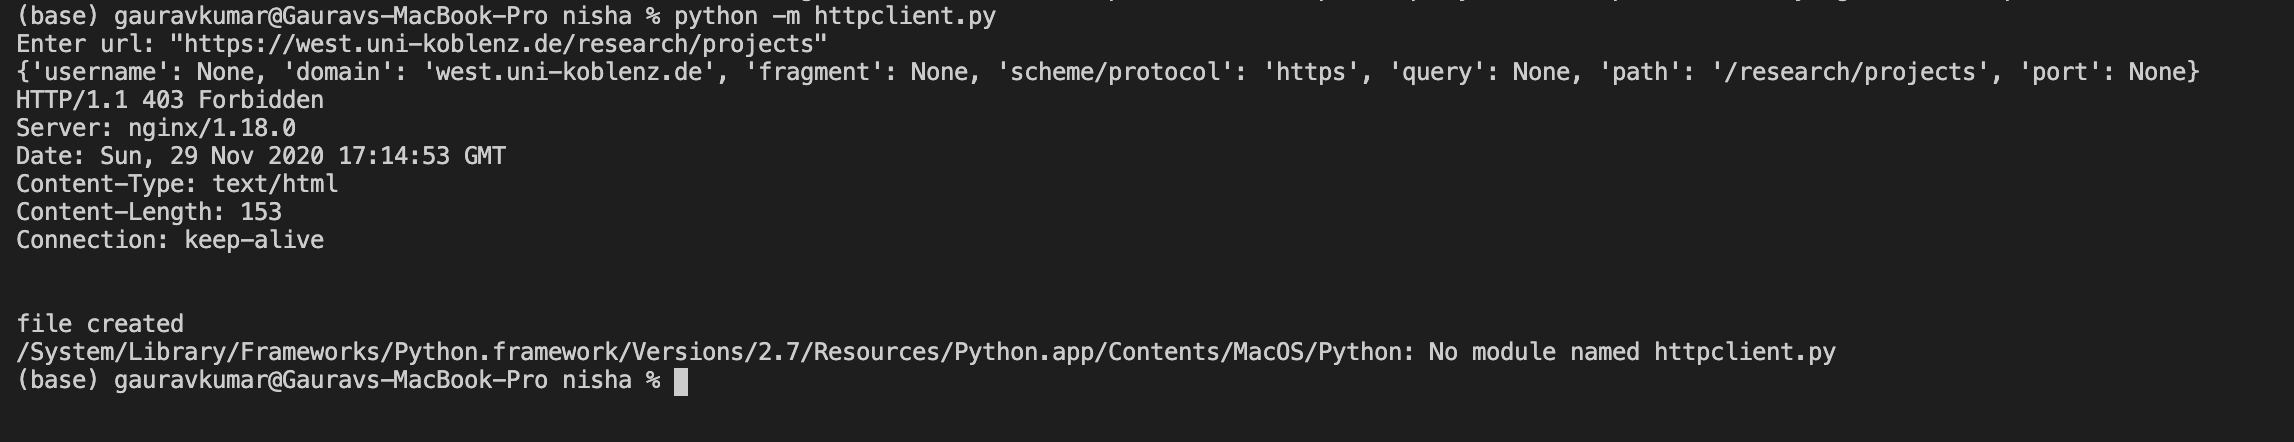 (base) gauravkumar@Gauravs-MacBook-Pro nisha % python -m httpclient.py
Enter url: "https://west.uni-koblenz.de/research/projects"
{'username': None, 'domain': 'west.uni-koblenz.de', 'fragment': None, 'scheme/protocol': 'https', 'query': None, 'path': '/research/projects', 'port': None}
HTTP/1.1 403 Forbidden
Server: nginx/1.18.0
Date: Sun, 29 Nov 2020 17:14:53 GMT
Content-Type: text/html
Content-Length: 153
Connection: keep-alive
file created
/System/Library/Frameworks/Python.framework/Versions/2.7/Resources/Python.app/Contents/MacOS/Python: No module named httpclient.py
(base) gauravkumar@Gauravs-MacBook-Pro nisha %